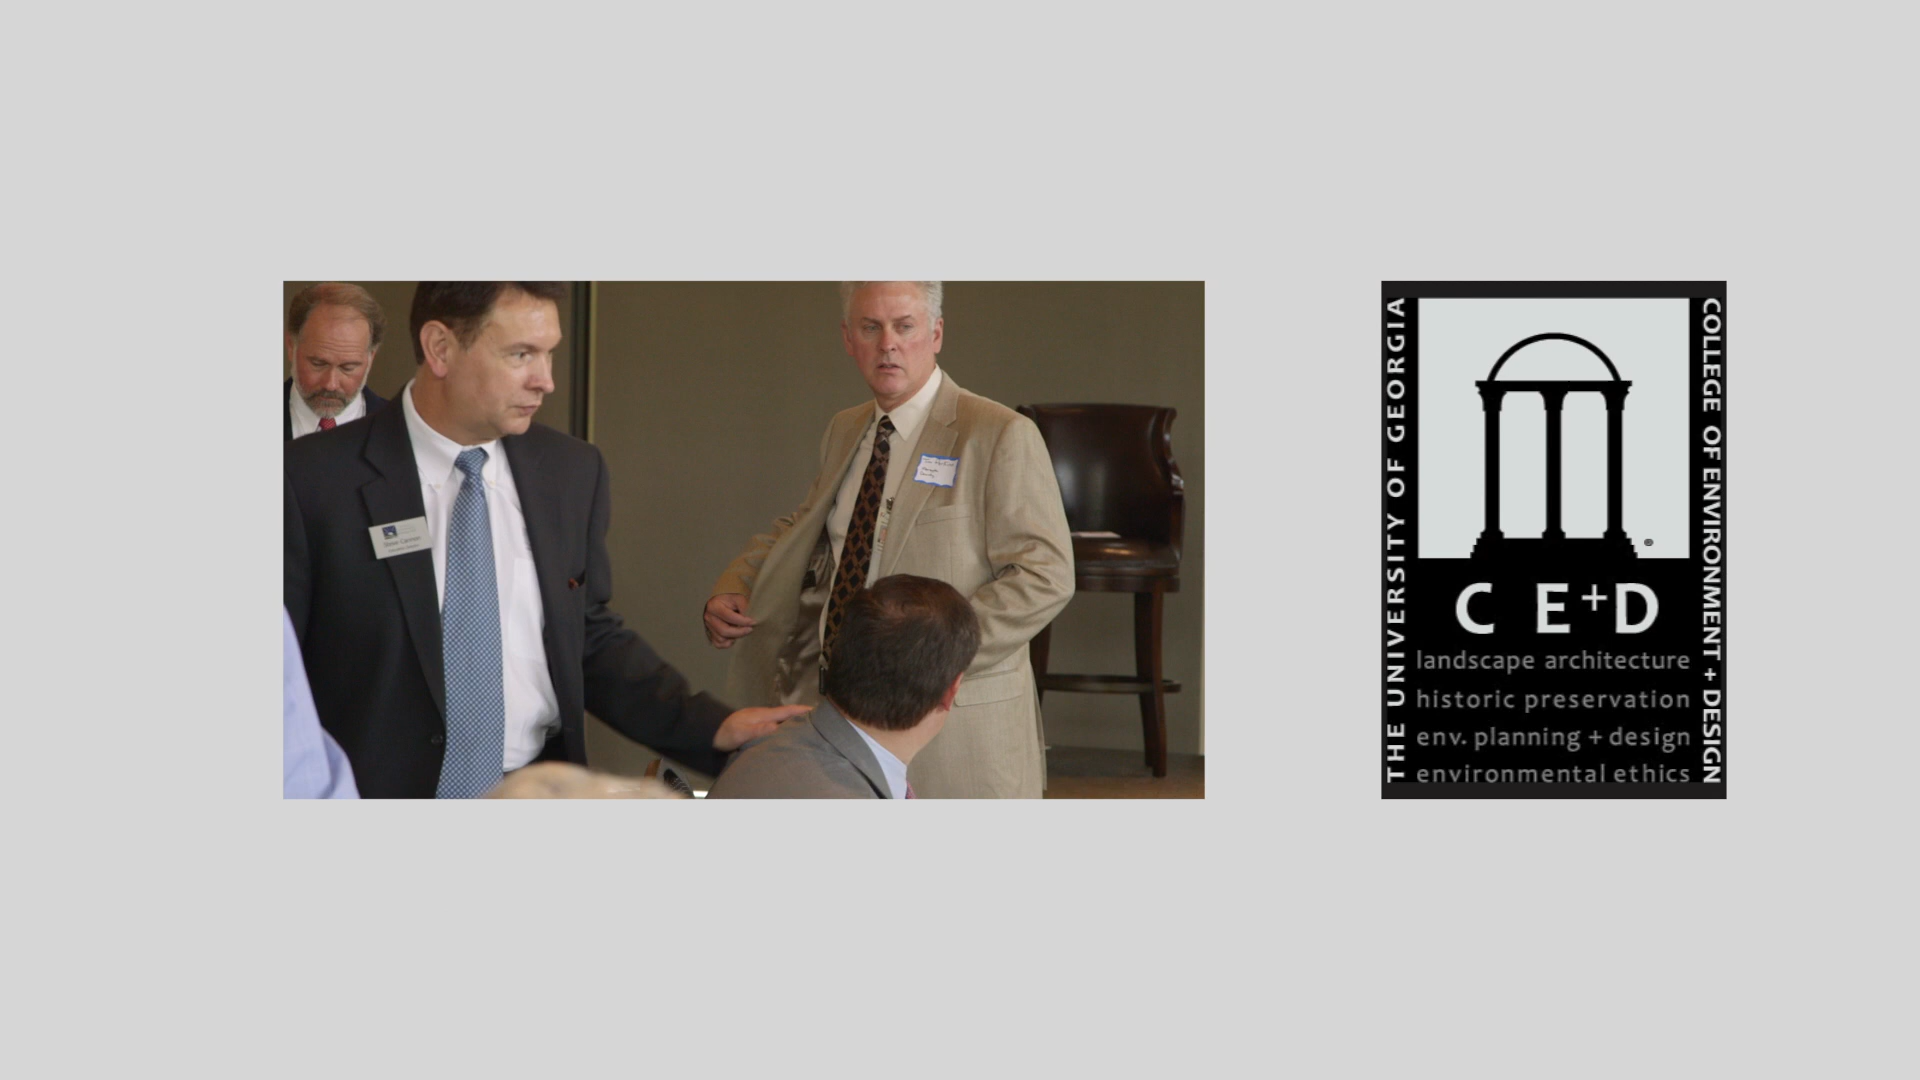 THE UNIVERSITY OF GEORGIA
COLLEGE OF ENVIRONMENT + DESIGN
C E+D
landscape architecture
historic preservation
env. planning + design
environmental ethics